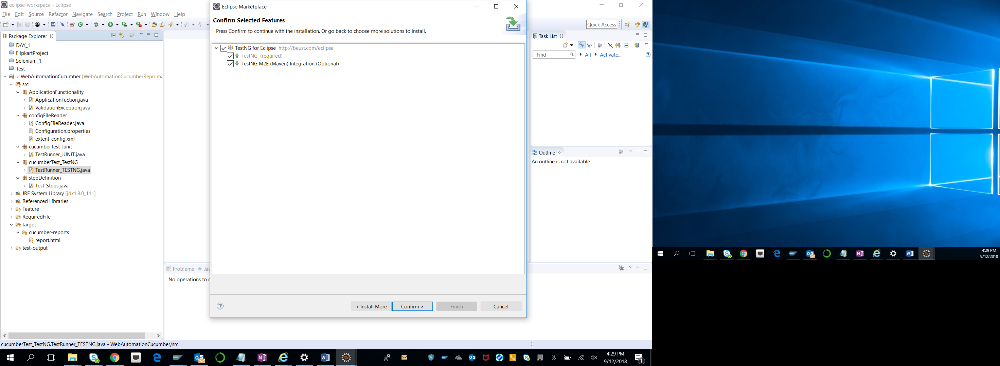 eclipse-workspace - Eclipse
File Edit Source Refactor Navigate Search Project Run Window Help
Quick Access
Package Explorer
DAY_1
FlipkartProject
Selenium_1
Test
> WebAutomationCucumber [WebAutomationCucumberRepo ma
src
ApplicationFunctionality
ApplicationFuction.java
ValidationException.java
configFileReader
ConfigFileReader.java
Configuration.properties
extent-config.xml
cucumberTest_Junit
TestRunner_JUNIT.java
cucumberTest_TestNG
TestRunner_TESTNG.java
stepDefinition
Test_Steps.java
JRE System Library [jdk1.8.0_111]
Referenced Libraries
Feature
RequiredFile
target
cucumber-reports
report.html
test-output
Eclipse Marketplace
Confirm Selected Features
Press Confirm to continue with the installation. Or go back to choose more solutions to install.
TestNG for Eclipse http://beust.com/eclipse
TestNG (required)
TestNG M2E (Maven) Integration (Optional)
< Install More Confirm > Finish Cancel
Task List
Find All Activate...
Outline
An outline is not available.
Problems @ Jav
No operations to d
cucumberTest_TestNG.TestRunner_TESTNG.java - WebAutomationCucumber/src
4:29 PM
9/12/2018
1
4:29 PM
9/12/2018